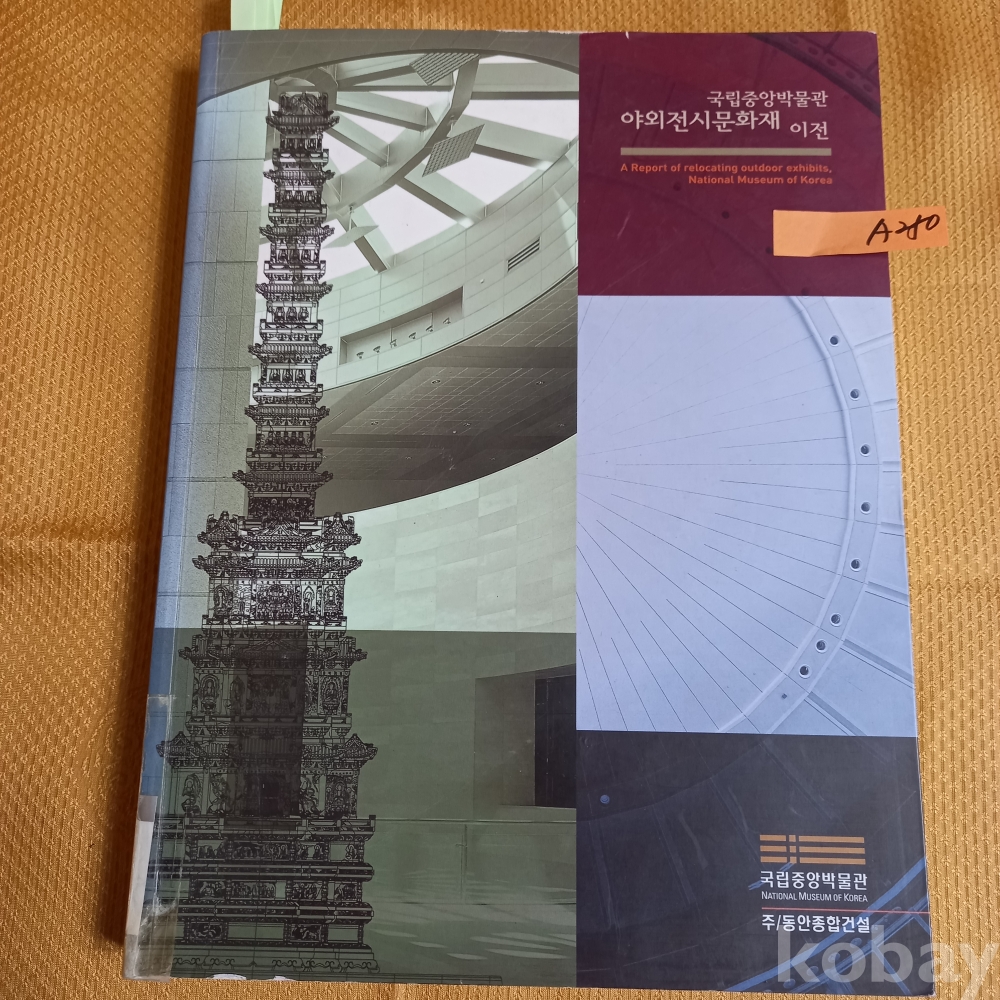 국립중앙박물관
야외전시문화재 이전
A Report of relocating outdoor exhibits,
National Museum of Korea
A280
국립중앙박물관
NATIONAL MUSEUM OF KOREA
주/동안종합건설
kobay